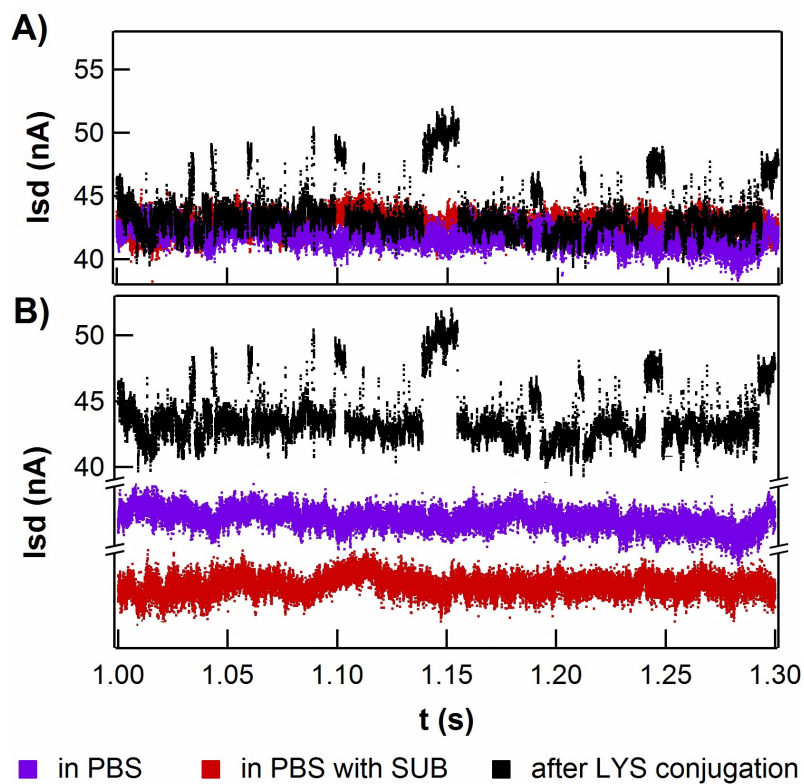 A)
Isd (nA)
55
50
45
40
B)
Isd (nA)
50
45
40
1.00 1.05 1.10 1.15 1.20 1.25 1.30
t (s)
in PBS in PBS with SUB after LYS conjugation